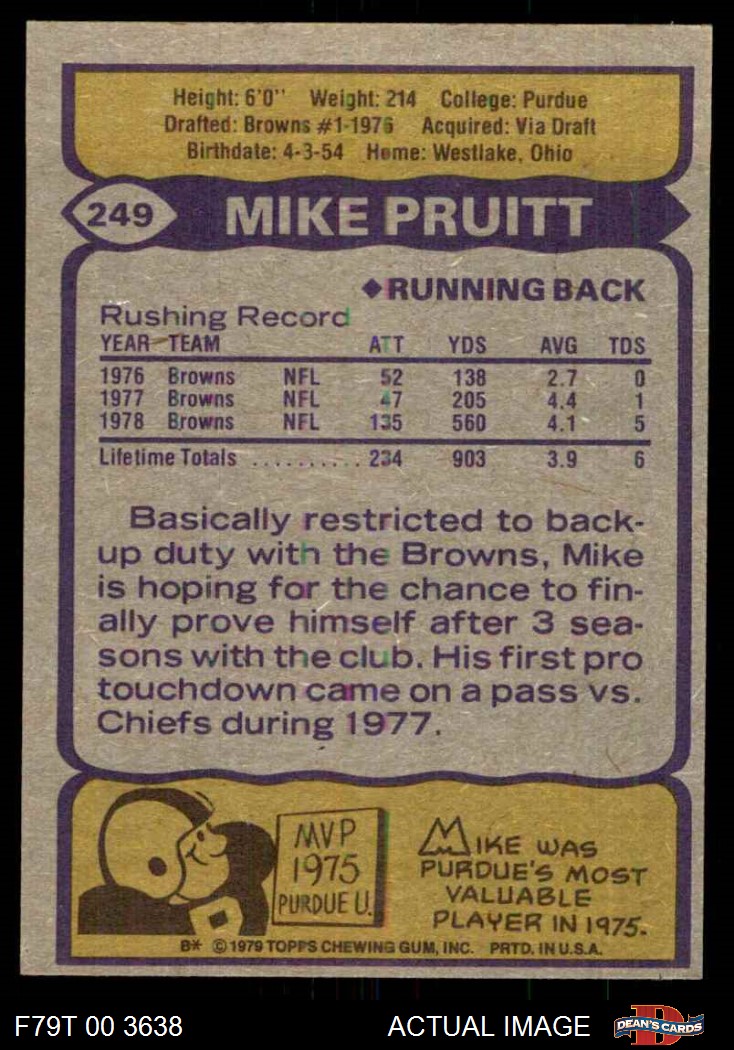 Height: 6'0" Weight: 214 College: Purdue
Drafted: Browns #1-1976 Acquired: Via Draft
Birthdate: 4-3-54 Home: Westlake, Ohio
249 MIKE PRUITT
◆RUNNING BACK
Rushing Record
YEAR TEAM ATT YDS AVG TDS
1976 Browns NFL 52 138 2.7 0
1977 Browns NFL 47 205 4.4 1
1978 Browns NFL 135 560 4.1 5
Lifetime Totals .......... 234 903 3.9 6
Basically restricted to back-
up duty with the Browns, Mike
is hoping for the chance to fin-
ally prove himself after 3 sea-
sons with the club. His first pro
touchdown came on a pass vs.
Chiefs during 1977.
MVP
1975
PURDUE U.
MIKE WAS
PURDUE'S MOST
VALUABLE
PLAYER IN 1975.
B* © 1979 TOPPS CHEWING GUM, INC. PRTD. IN U.S.A.
F79T 00 3638 ACTUAL IMAGE D DEAN'S CARDS